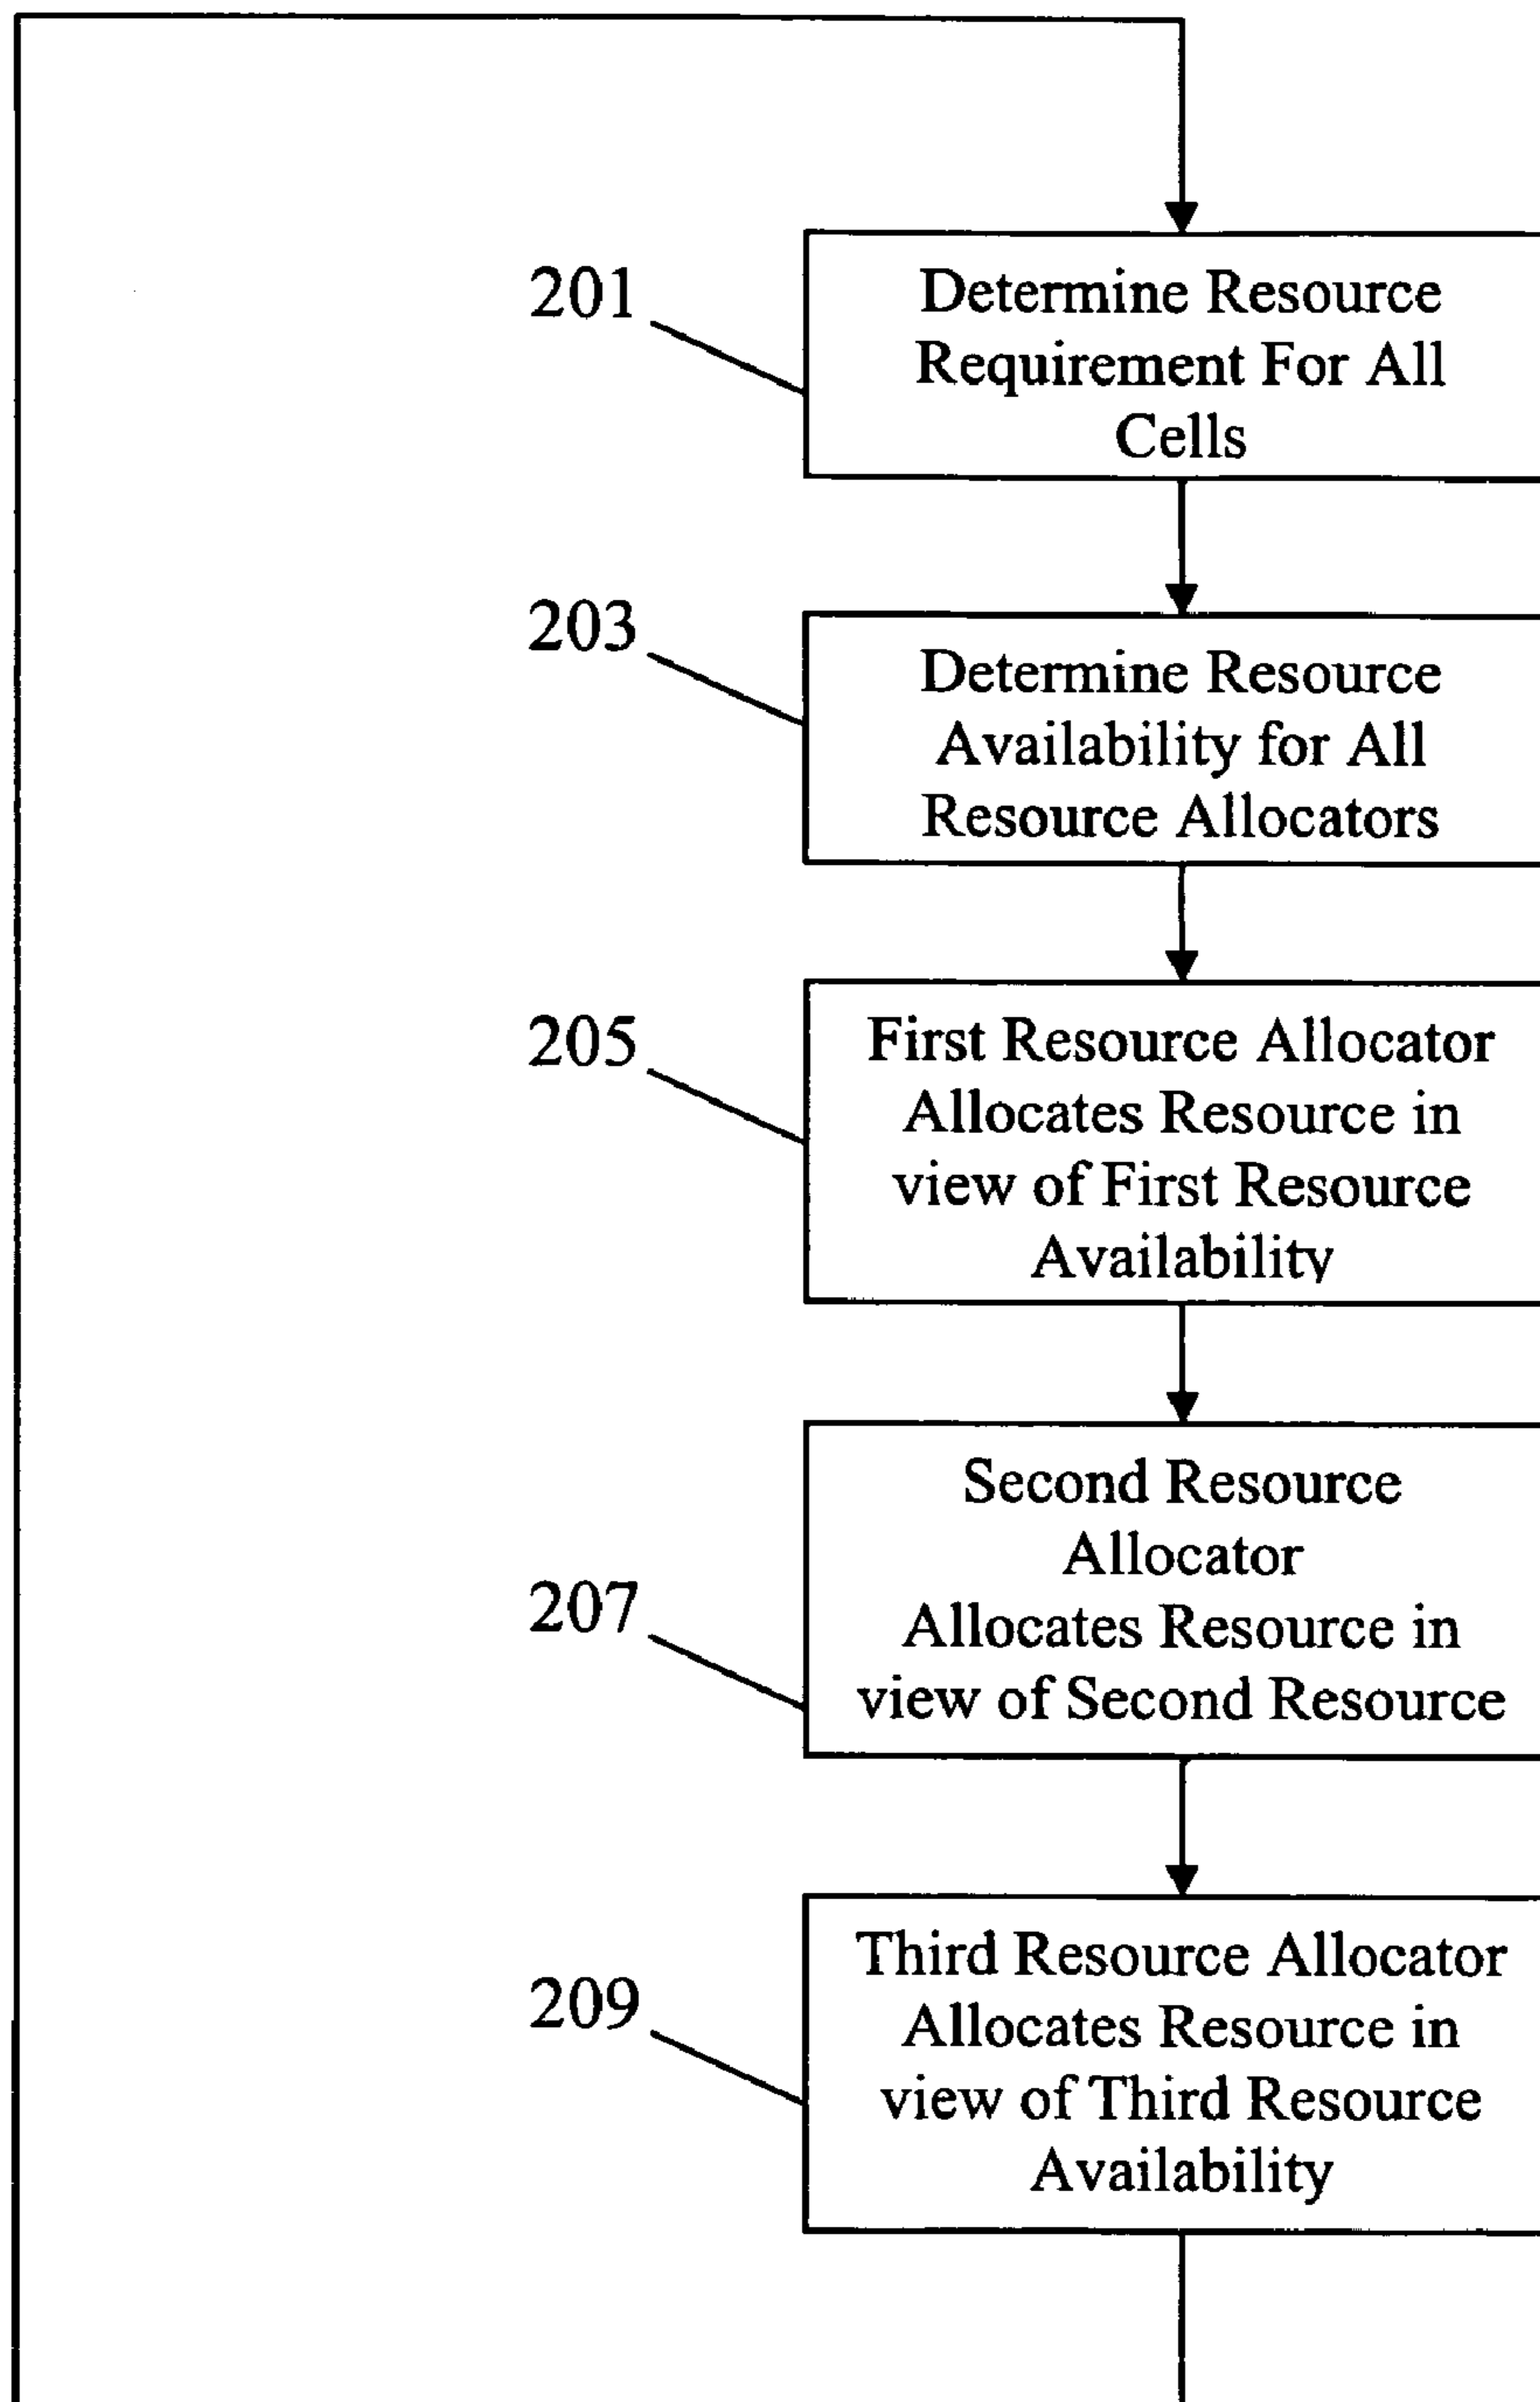 201
Determine Resource
Requirement For All
Cells
203
Determine Resource
Availability for All
Resource Allocators
205
First Resource Allocator
Allocates Resource in
view of First Resource
Availability
207
Second Resource
Allocator
Allocates Resource in
view of Second Resource
209
Third Resource Allocator
Allocates Resource in
view of Third Resource
Availability